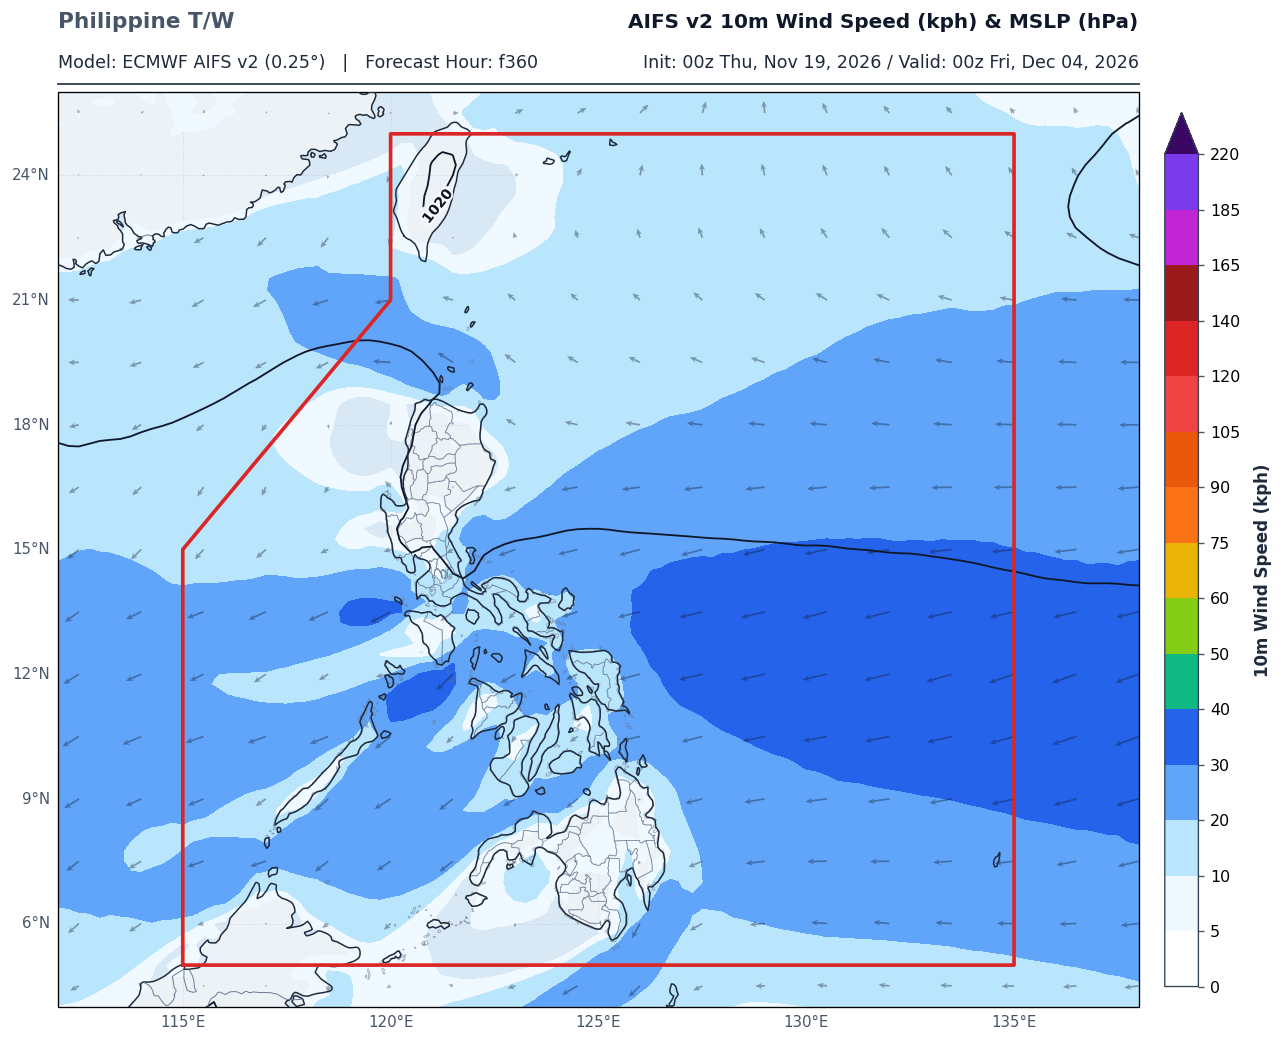 Philippine T/W
AIFS v2 10m Wind Speed (kph) & MSLP (hPa)
Model: ECMWF AIFS v2 (0.25°) | Forecast Hour: f360
Init: 00z Thu, Nov 19, 2026 / Valid: 00z Fri, Dec 04, 2026
24°N
21°N
18°N
15°N
12°N
9°N
6°N
1020
115°E
120°E
125°E
130°E
135°E
220
185
165
140
120
105
90
75
60
50
40
30
20
10
5
0
10m Wind Speed (kph)